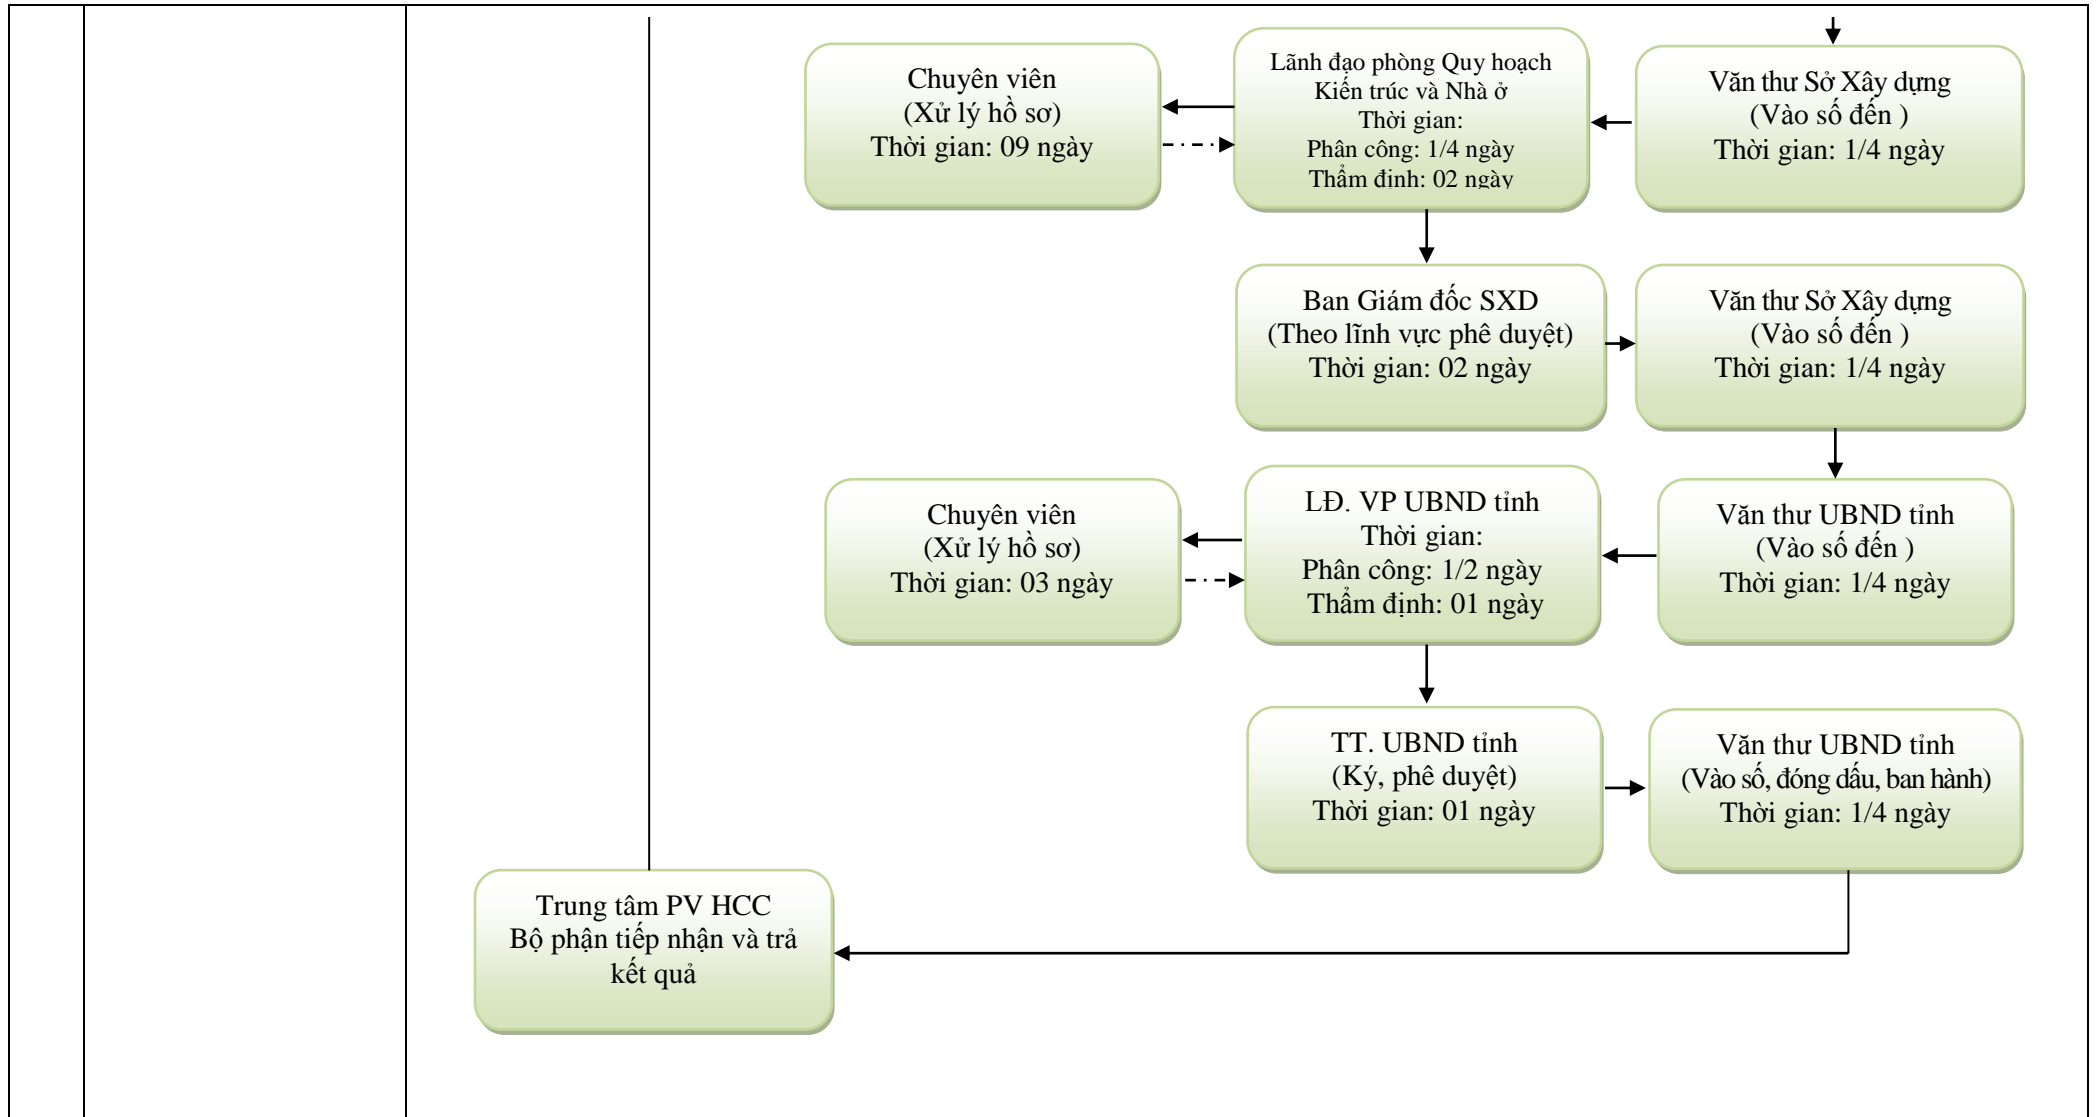 Chuyên viên
(Xử lý hồ sơ)
Thời gian: 09 ngày
Lãnh đạo phòng Quy hoạch
Kiến trúc và Nhà ở
Thời gian:
Phân công: 1/4 ngày
Thẩm định: 02 ngày
Văn thư Sở Xây dựng
(Vào số đến )
Thời gian: 1/4 ngày
Ban Giám đốc SXD
(Theo lĩnh vực phê duyệt)
Thời gian: 02 ngày
Văn thư Sở Xây dựng
(Vào số đến )
Thời gian: 1/4 ngày
Chuyên viên
(Xử lý hồ sơ)
Thời gian: 03 ngày
LĐ. VP UBND tỉnh
Thời gian:
Phân công: 1/2 ngày
Thẩm định: 01 ngày
Văn thư UBND tỉnh
(Vào số đến )
Thời gian: 1/4 ngày
TT. UBND tỉnh
(Ký, phê duyệt)
Thời gian: 01 ngày
Văn thư UBND tỉnh
(Vào số, đóng dấu, ban hành)
Thời gian: 1/4 ngày
Trung tâm PV HCC
Bộ phận tiếp nhận và trả
kết quả